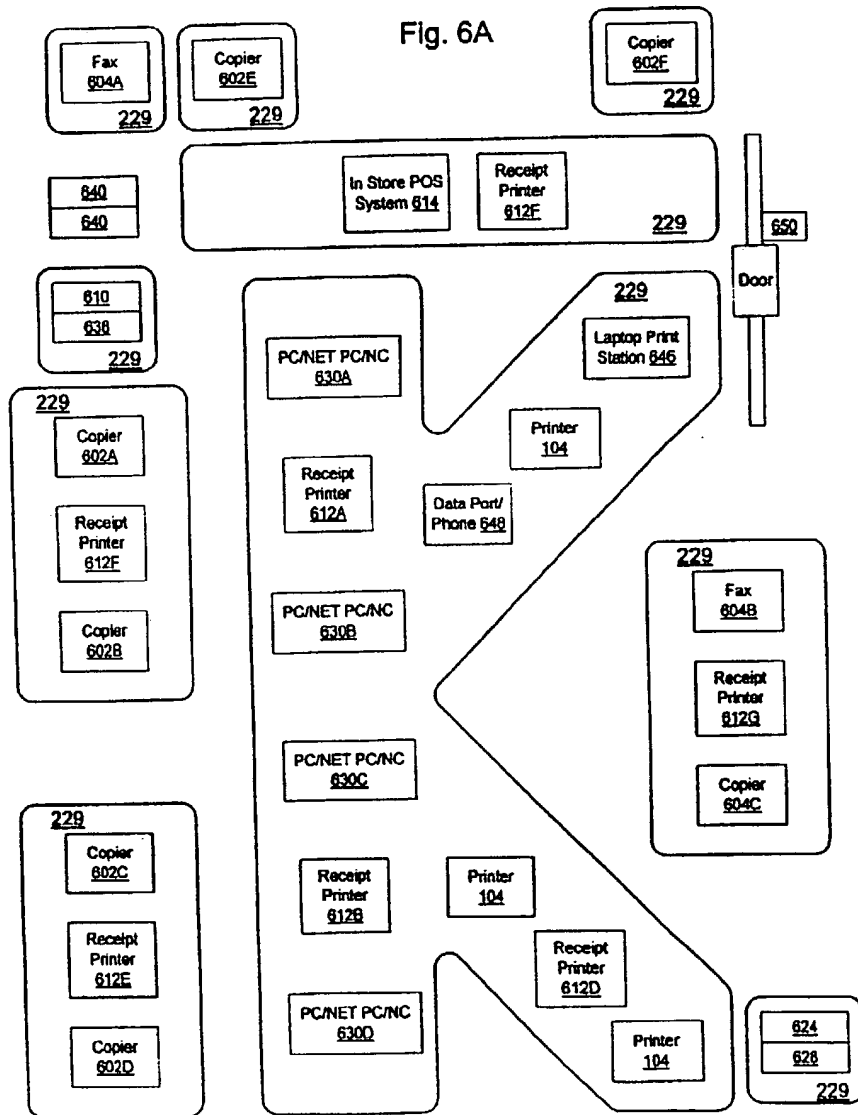 Fig. 6A
Fax
604A
229
Copier
602E
229
Copier
602F
229
640
640
In Store POS
System 614
Receipt
Printer
612F
229
650
Door
610
638
229
229
Laptop Print
Station 646
PC/NET PC/NC
630A
Printer
104
229
Copier
602A
Receipt
Printer
612F
Copier
602B
Receipt
Printer
612A
Data Port/
Phone 648
PC/NET PC/NC
630B
229
Fax
604B
Receipt
Printer
612G
Copier
604C
PC/NET PC/NC
630C
229
Copier
602C
Receipt
Printer
612E
Copier
602D
Receipt
Printer
612B
Printer
104
Receipt
Printer
612D
PC/NET PC/NC
630D
Printer
104
624
628
229